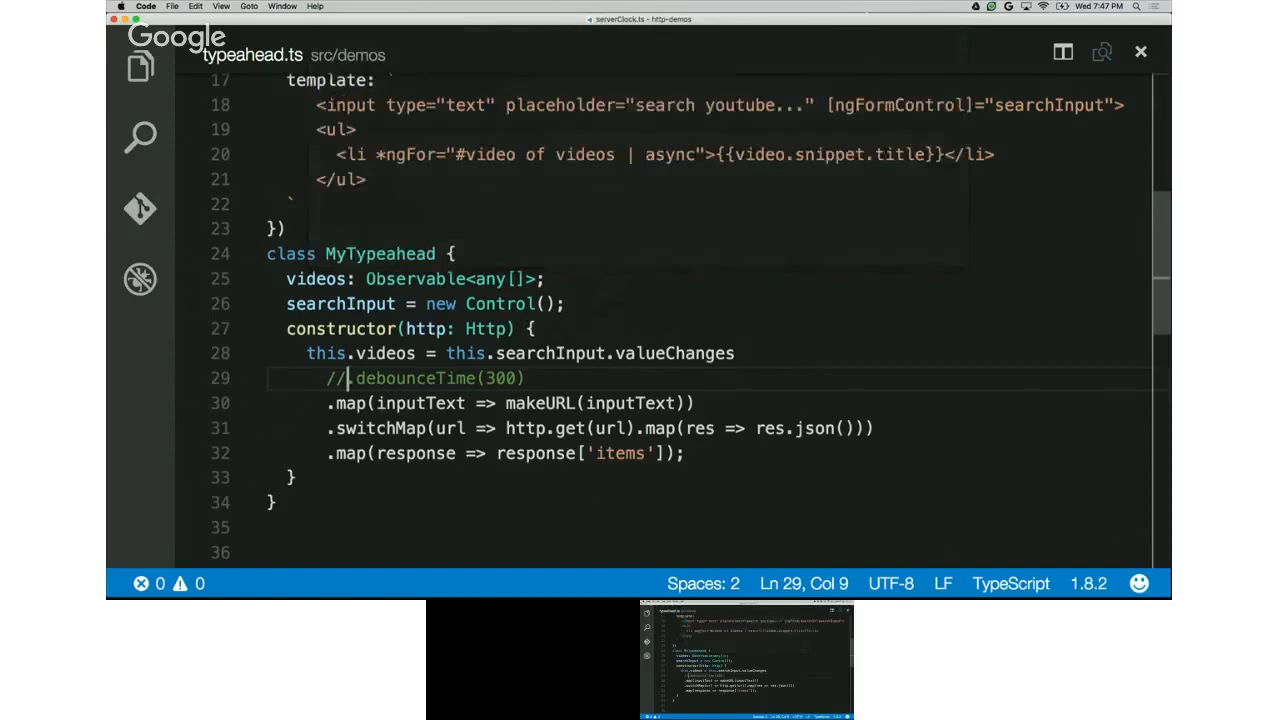 Code File Edit View Goto Window Help Wed 7:47 PM
serverClock.ts - http-demos
Google
typeahead.ts src/demos
17 template: `
18 <input type="text" placeholder="search youtube..." [ngFormControl]="searchInput">
19 <ul>
20 <li *ngFor="#video of videos | async">{{video.snippet.title}}</li>
21 </ul>
22 `
23 })
24 class MyTypeahead {
25 videos: Observable<any[]>;
26 searchInput = new Control();
27 constructor(http: Http) {
28 this.videos = this.searchInput.valueChanges
29 //.debounceTime(300)
30 .map(inputText => makeURL(inputText))
31 .switchMap(url => http.get(url).map(res => res.json()))
32 .map(response => response['items']);
33 }
34 }
35
36
0 0 Spaces: 2 Ln 29, Col 9 UTF-8 LF TypeScript 1.8.2